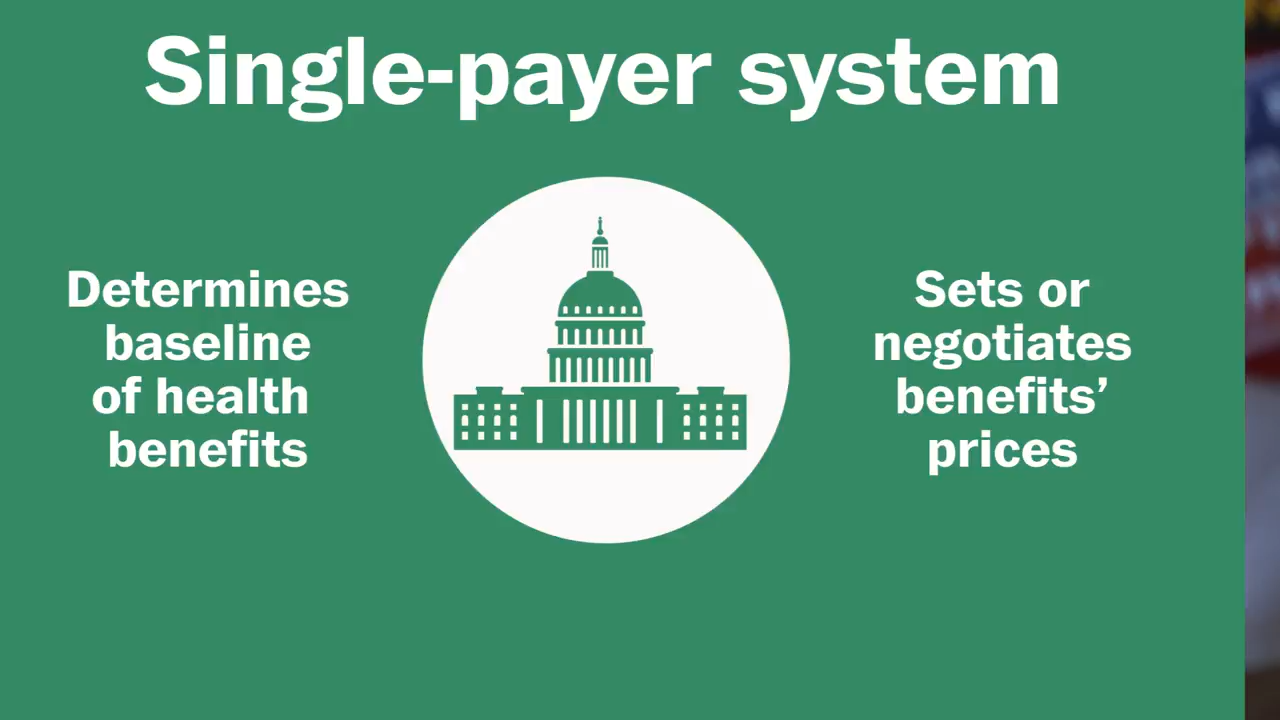 Single-payer system
Determines
baseline
of health
benefits
Sets or
negotiates
benefits’
prices